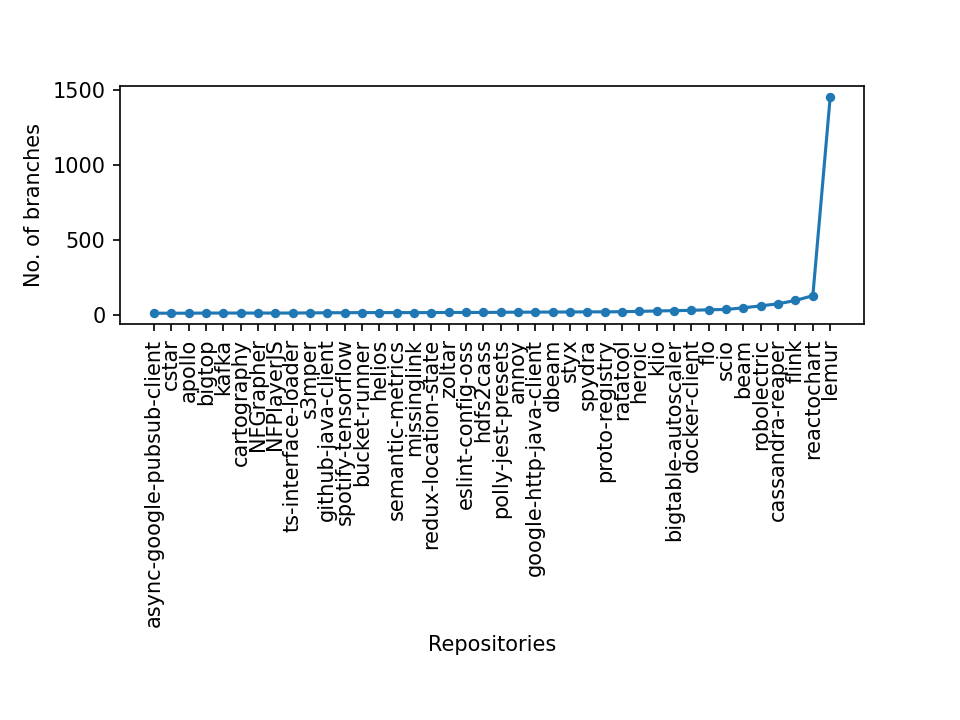 1500
1000
500
0
No. of branches
async-google-pubsub-client
cstar
apollo
bigtop
kafka
cartography
NFGrapher
NFPlayerJS
ts-interface-loader
s3mper
github-java-client
spotify-tensorflow
bucket-runner
helios
semantic-metrics
missinglink
redux-location-state
zoltar
eslint-config-oss
hdfs2cass
polly-jest-presets
annoy
google-http-java-client
dbeam
styx
spydra
proto-registry
ratatool
heroic
klio
bigtable-autoscaler
docker-client
flo
scio
beam
robolectric
cassandra-reaper
flink
reactochart
lemur
Repositories